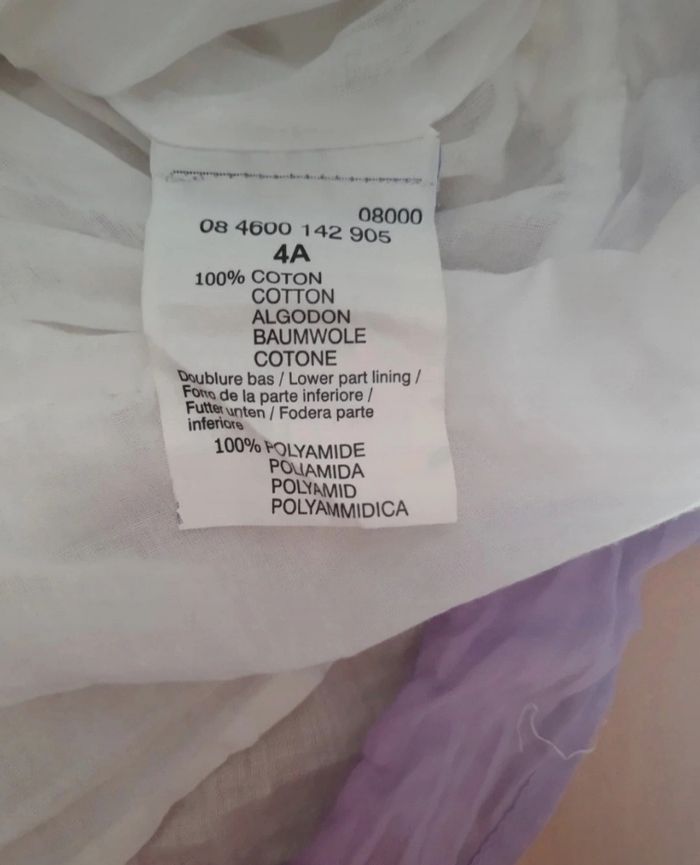 08000
08 4600 142 905
4A
100% COTON
COTTON
ALGODON
BAUMWOLE
COTONE
Doublure bas / Lower part lining /
Forro de la parte inferiore /
Futter unten / Fodera parte
inferiore
100% POLYAMIDE
POLIAMIDA
POLYAMID
POLYAMMIDICA